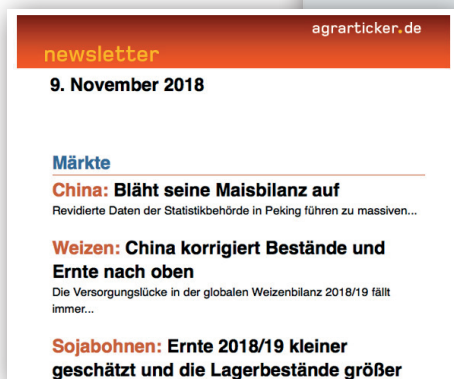 agrarticker.de
newsletter
9. November 2018
Märkte
China: Bläht seine Maisbilanz auf
Revidierte Daten der Statistikbehörde in Peking führen zu massiven...
Weizen: China korrigiert Bestände und
Ernte nach oben
Die Versorgungslücke in der globalen Weizenbilanz 2018/19 fällt
immer...
Sojabohnen: Ernte 2018/19 kleiner
geschätzt und die Lagerbestände größer